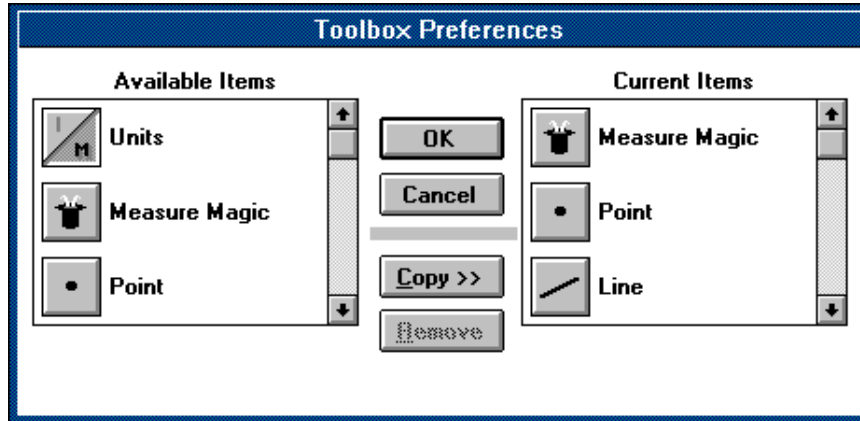 Toolbox Preferences
Available Items
Units
I
M
Measure Magic
Point
OK
Cancel
Copy >>
Remove
Current Items
Measure Magic
Point
Line